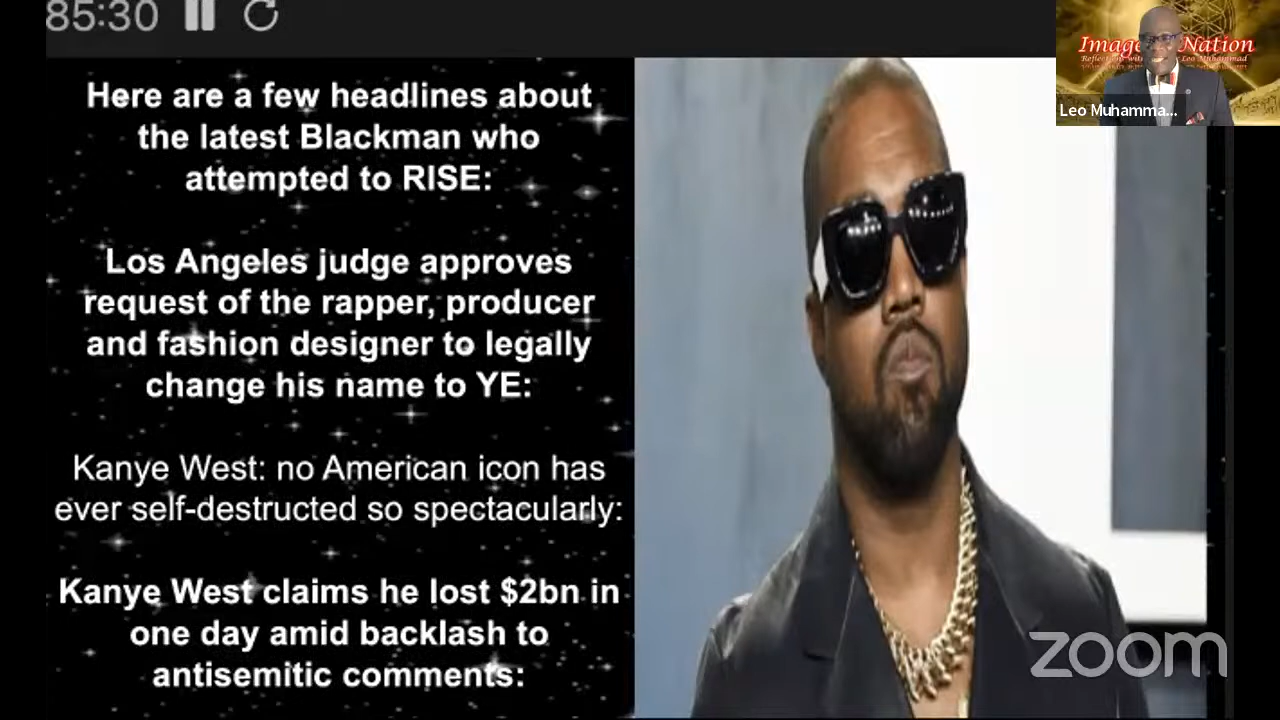 85:30
Here are a few headlines about
the latest Blackman who
attempted to RISE:
Los Angeles judge approves
request of the rapper, producer
and fashion designer to legally
change his name to YE:
Kanye West: no American icon has
ever self-destructed so spectacularly:
Kanye West claims he lost $2bn in
one day amid backlash to
antisemitic comments:
Image Nation
Leo Muhammad
Leo Muhamma...
zoom